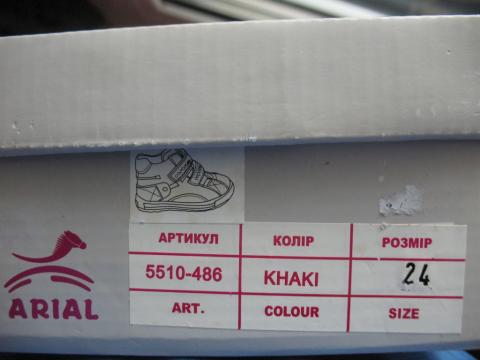 АРТИКУЛ КОЛІР РОЗМІР
5510-486 KHAKI 24
ART. COLOUR SIZE
ARIAL